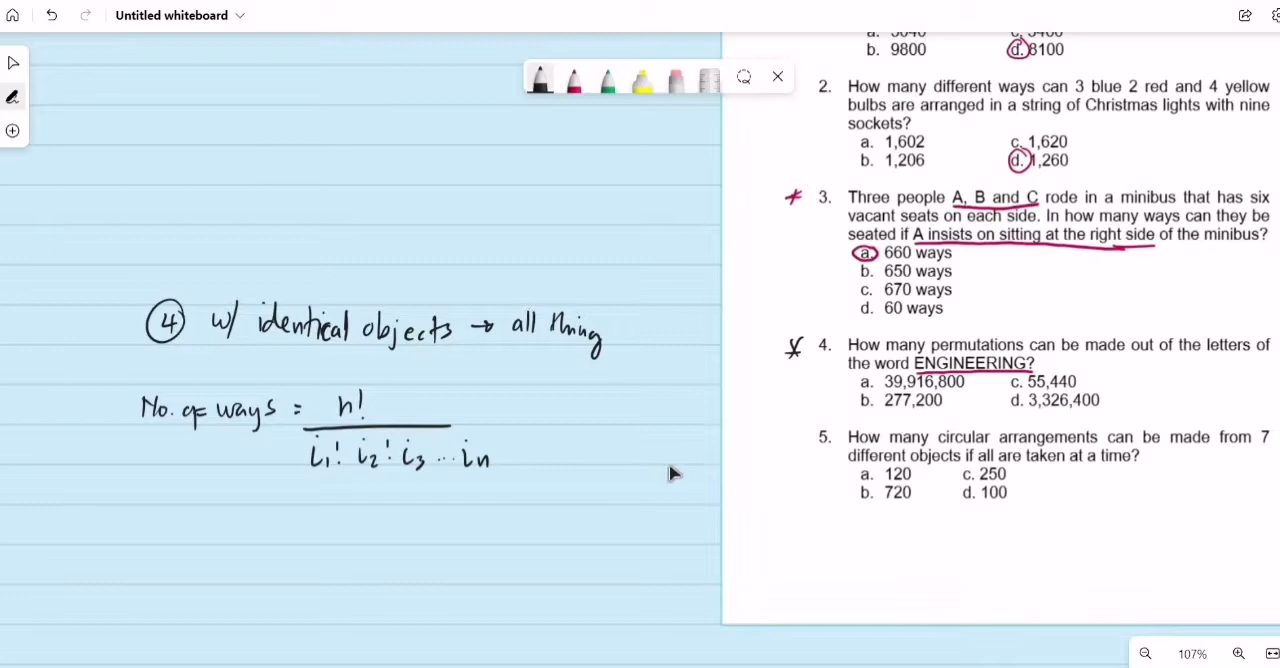 Untitled whiteboard
b. 9800 d. 8100
2. How many different ways can 3 blue 2 red and 4 yellow
bulbs are arranged in a string of Christmas lights with nine
sockets?
a. 1,602 c. 1,620
b. 1,206 d. 1,260
3. Three people A, B and C rode in a minibus that has six
vacant seats on each side. In how many ways can they be
seated if A insists on sitting at the right side of the minibus?
a. 660 ways
b. 650 ways
c. 670 ways
d. 60 ways
4. How many permutations can be made out of the letters of
the word ENGINEERING?
a. 39,916,800 c. 55,440
b. 277,200 d. 3,326,400
5. How many circular arrangements can be made from 7
different objects if all are taken at a time?
a. 120 c. 250
b. 720 d. 100
4 w/ identical objects → all thing
No. of ways = n!
i₁! i₂! i₃ ... in
107%